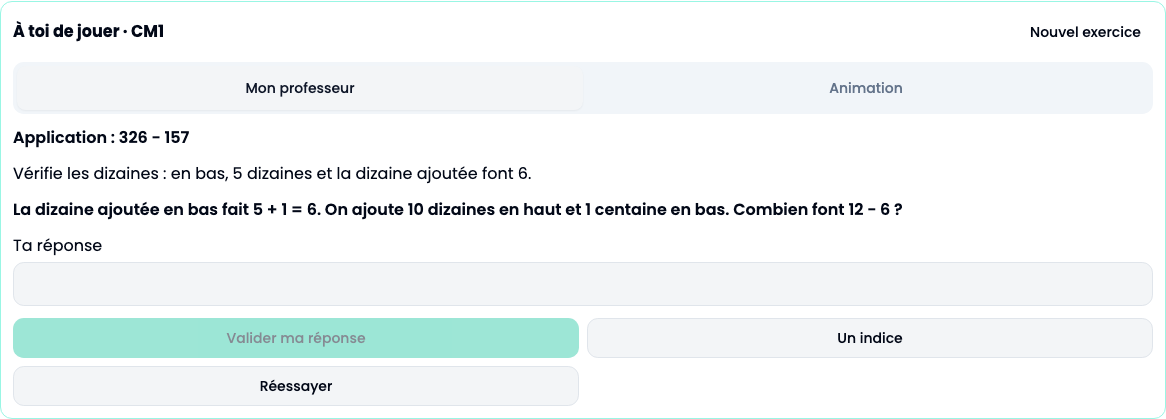 À toi de jouer · CM1
Nouvel exercice
Mon professeur
Animation
Application : 326 − 157
Vérifie les dizaines : en bas, 5 dizaines et la dizaine ajoutée font 6.
La dizaine ajoutée en bas fait 5 + 1 = 6. On ajoute 10 dizaines en haut et 1 centaine en bas. Combien font 12 − 6 ?
Ta réponse
Valider ma réponse
Un indice
Réessayer